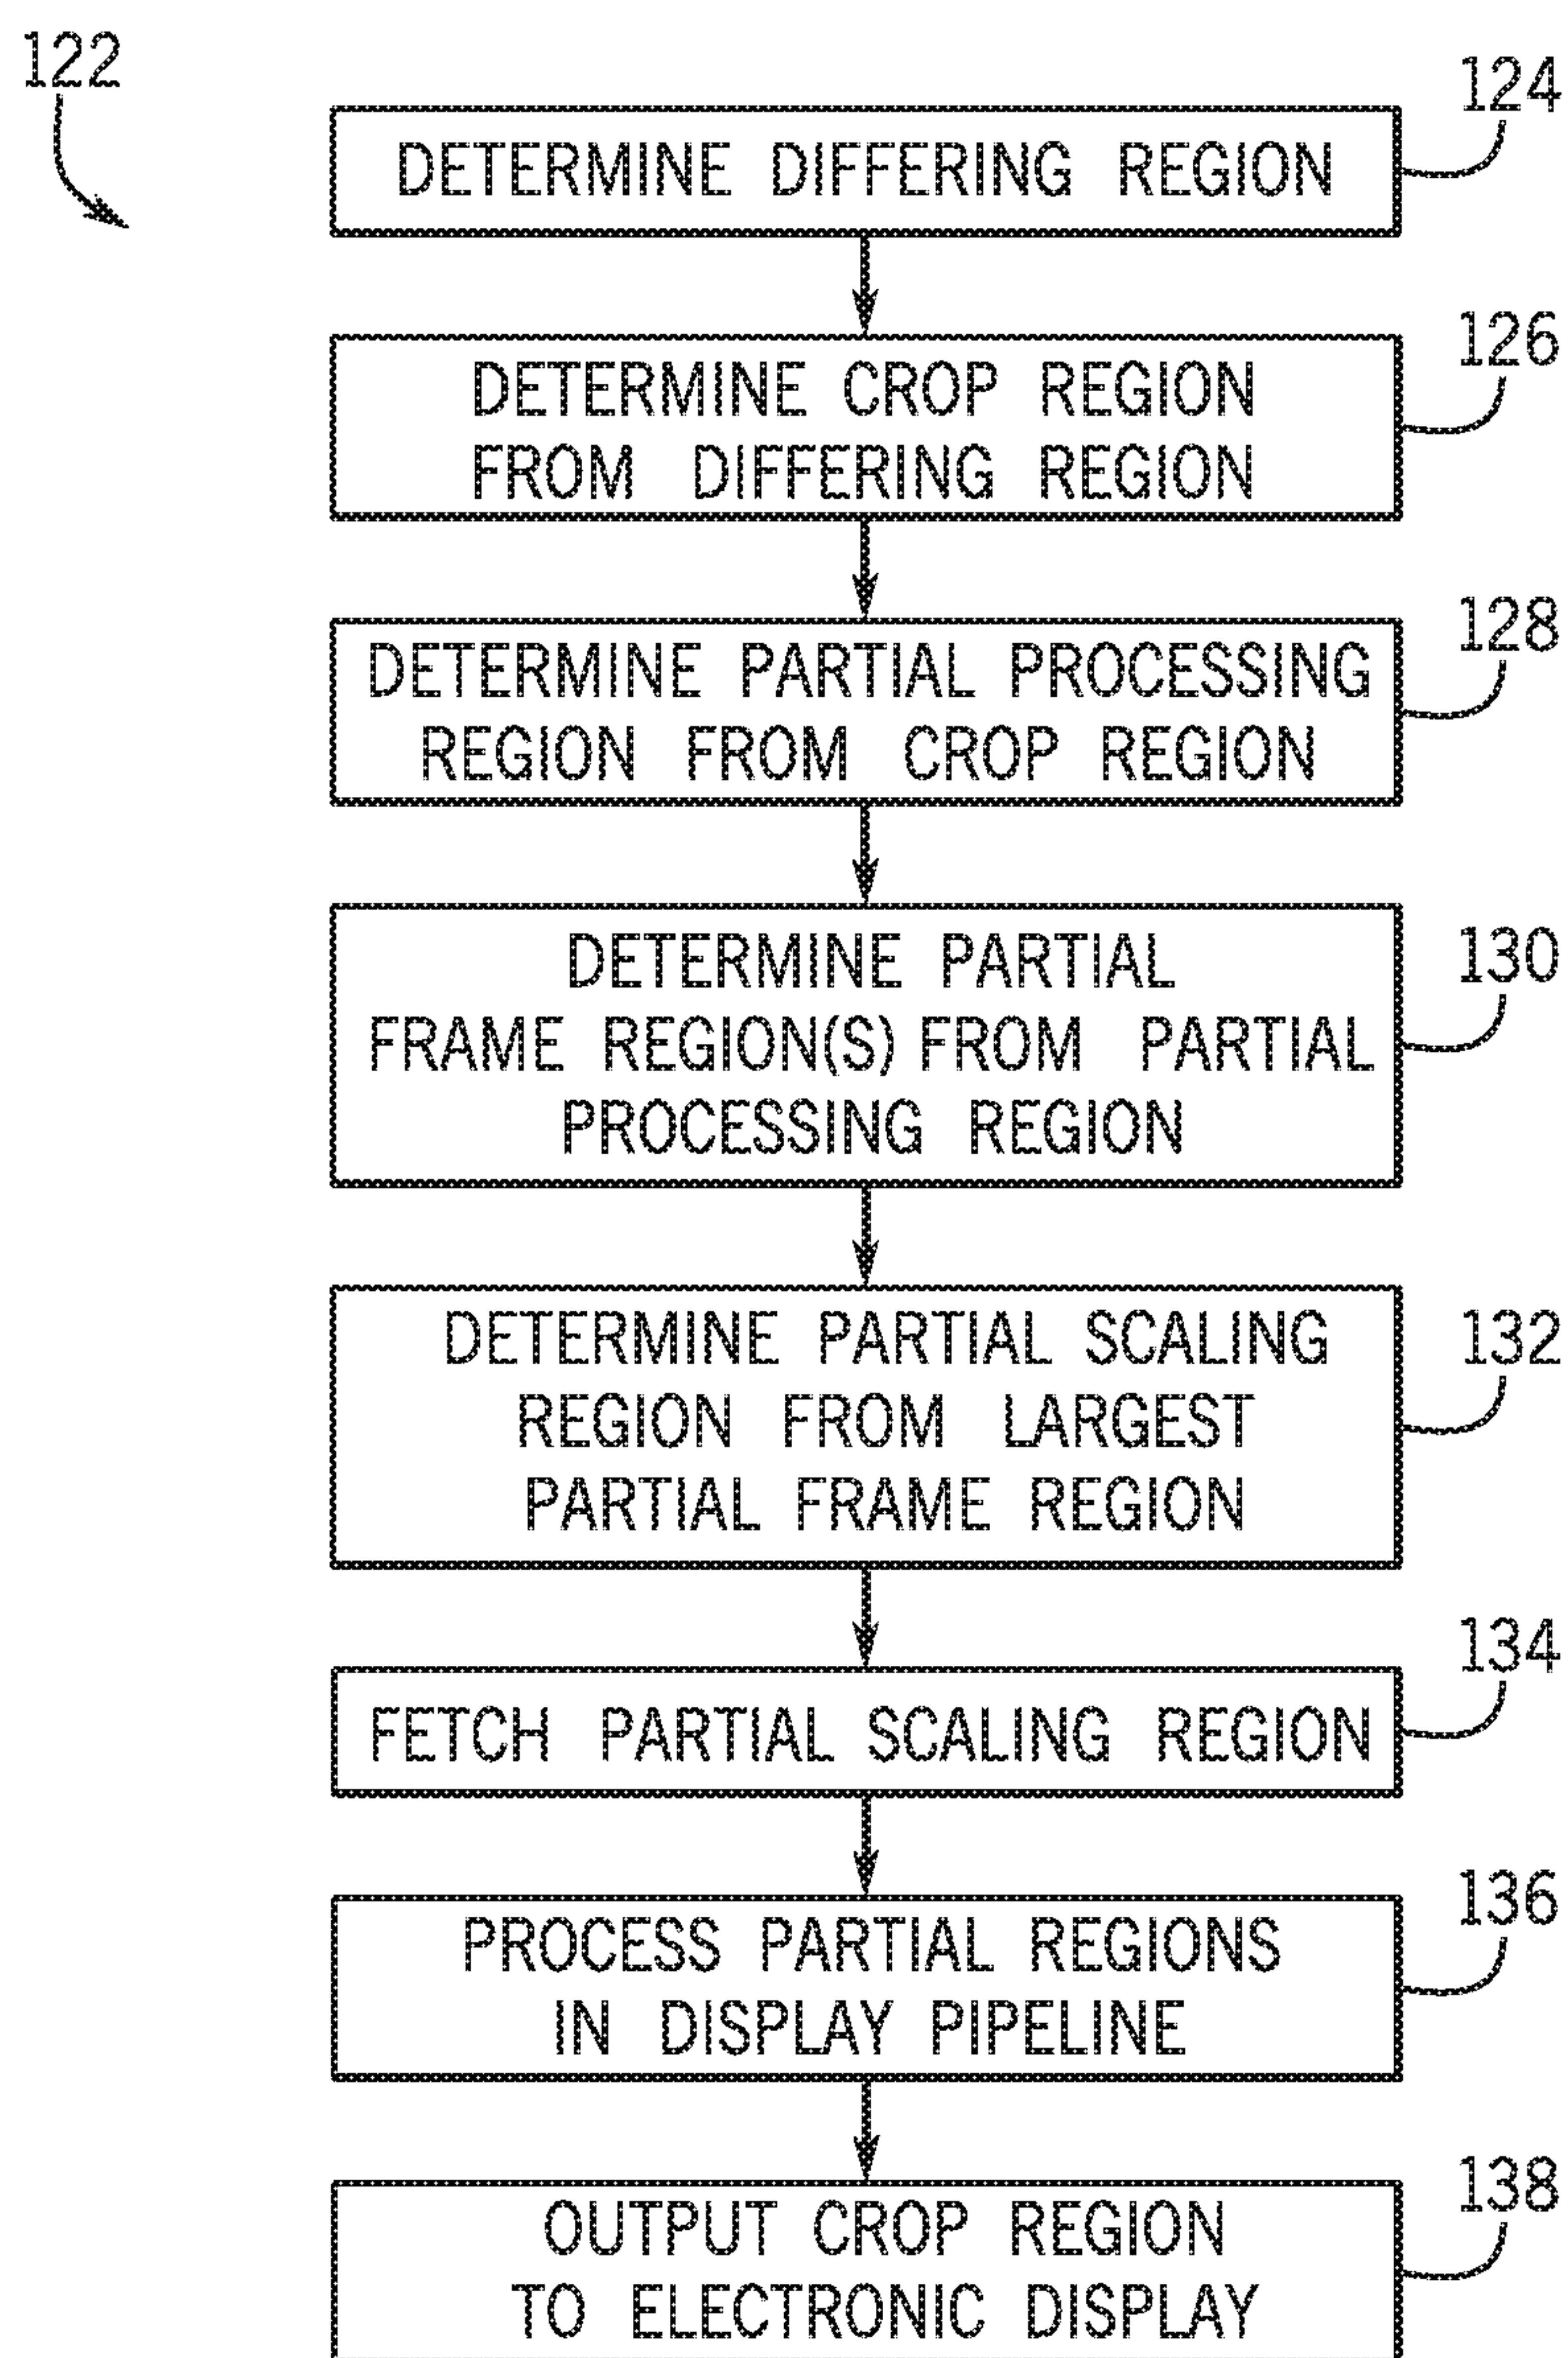 122
124
DETERMINE DIFFERING REGION
126
DETERMINE CROP REGION
FROM DIFFERING REGION
128
DETERMINE PARTIAL PROCESSING
REGION FROM CROP REGION
130
DETERMINE PARTIAL
FRAME REGION(S) FROM PARTIAL
PROCESSING REGION
132
DETERMINE PARTIAL SCALING
REGION FROM LARGEST
PARTIAL FRAME REGION
134
FETCH PARTIAL SCALING REGION
136
PROCESS PARTIAL REGIONS
IN DISPLAY PIPELINE
138
OUTPUT CROP REGION
TO ELECTRONIC DISPLAY